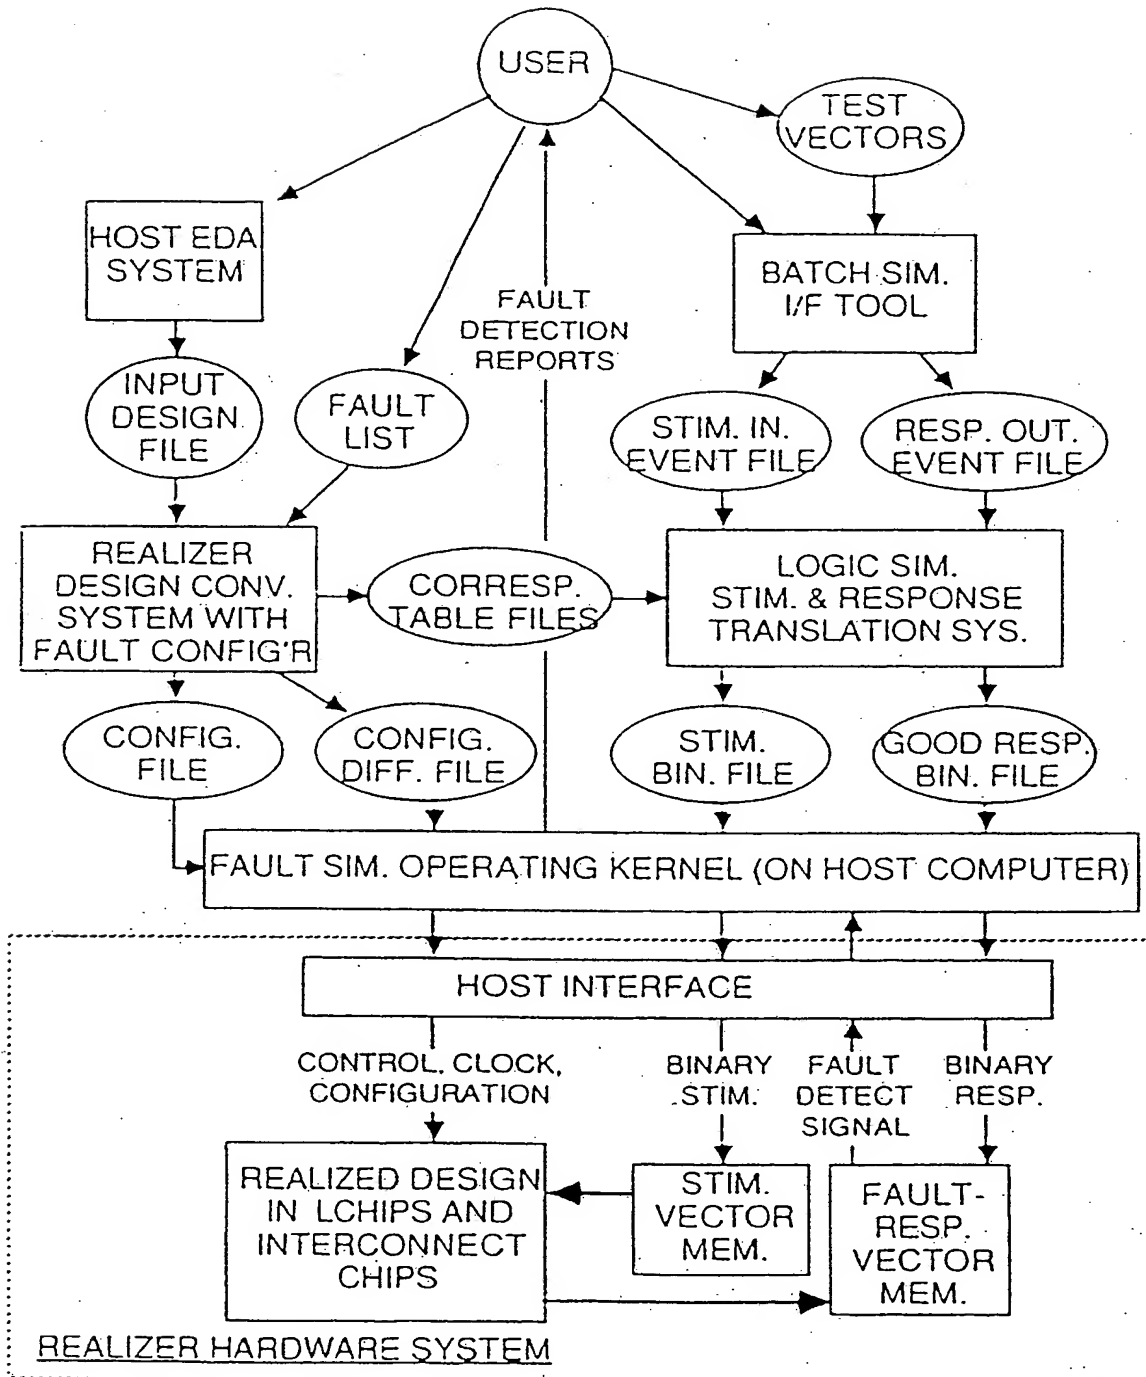 USER
TEST
VECTORS
HOST EDA
SYSTEM
BATCH SIM.
I/F TOOL
FAULT
DETECTION
REPORTS
INPUT
DESIGN
FILE
FAULT
LIST
STIM. IN.
EVENT FILE
RESP. OUT.
EVENT FILE
REALIZER
DESIGN CONV.
SYSTEM WITH
FAULT CONFIG'R
CORRESP.
TABLE FILES
LOGIC SIM.
STIM. & RESPONSE
TRANSLATION SYS.
CONFIG.
FILE
CONFIG.
DIFF. FILE
STIM.
BIN. FILE
GOOD RESP.
BIN. FILE
FAULT SIM. OPERATING KERNEL (ON HOST COMPUTER)
HOST INTERFACE
CONTROL, CLOCK,
CONFIGURATION
BINARY
STIM.
FAULT
DETECT
SIGNAL
BINARY
RESP.
REALIZED DESIGN
IN LCHIPS AND
INTERCONNECT
CHIPS
STIM.
VECTOR
MEM.
FAULT-
RESP.
VECTOR
MEM.
REALIZER HARDWARE SYSTEM